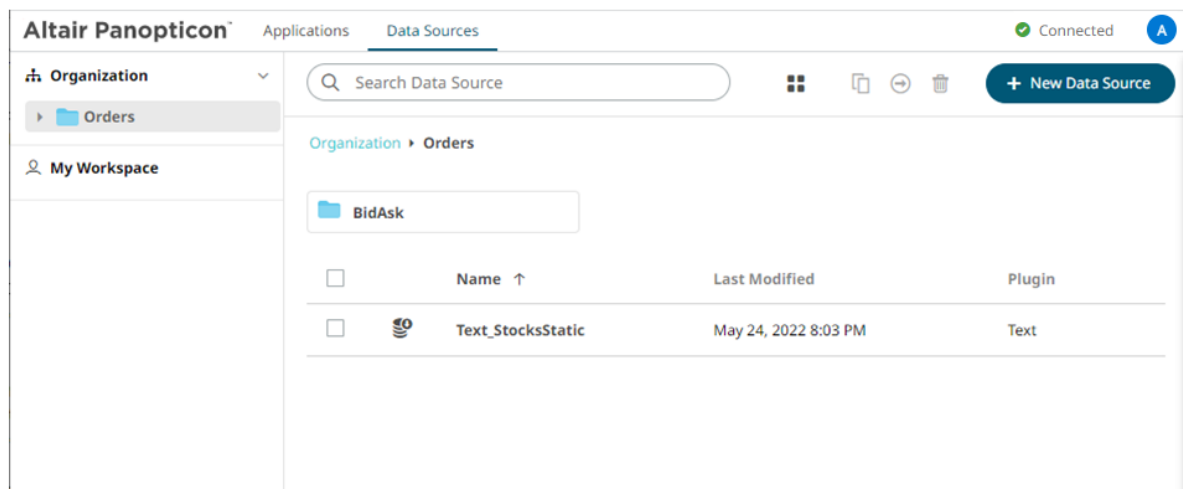 Altair Panopticon™ Applications Data Sources Connected A
Organization
Orders
My Workspace
Search Data Source
+ New Data Source
Organization ▸ Orders
BidAsk
Name ↑ Last Modified Plugin
Text_StocksStatic May 24, 2022 8:03 PM Text